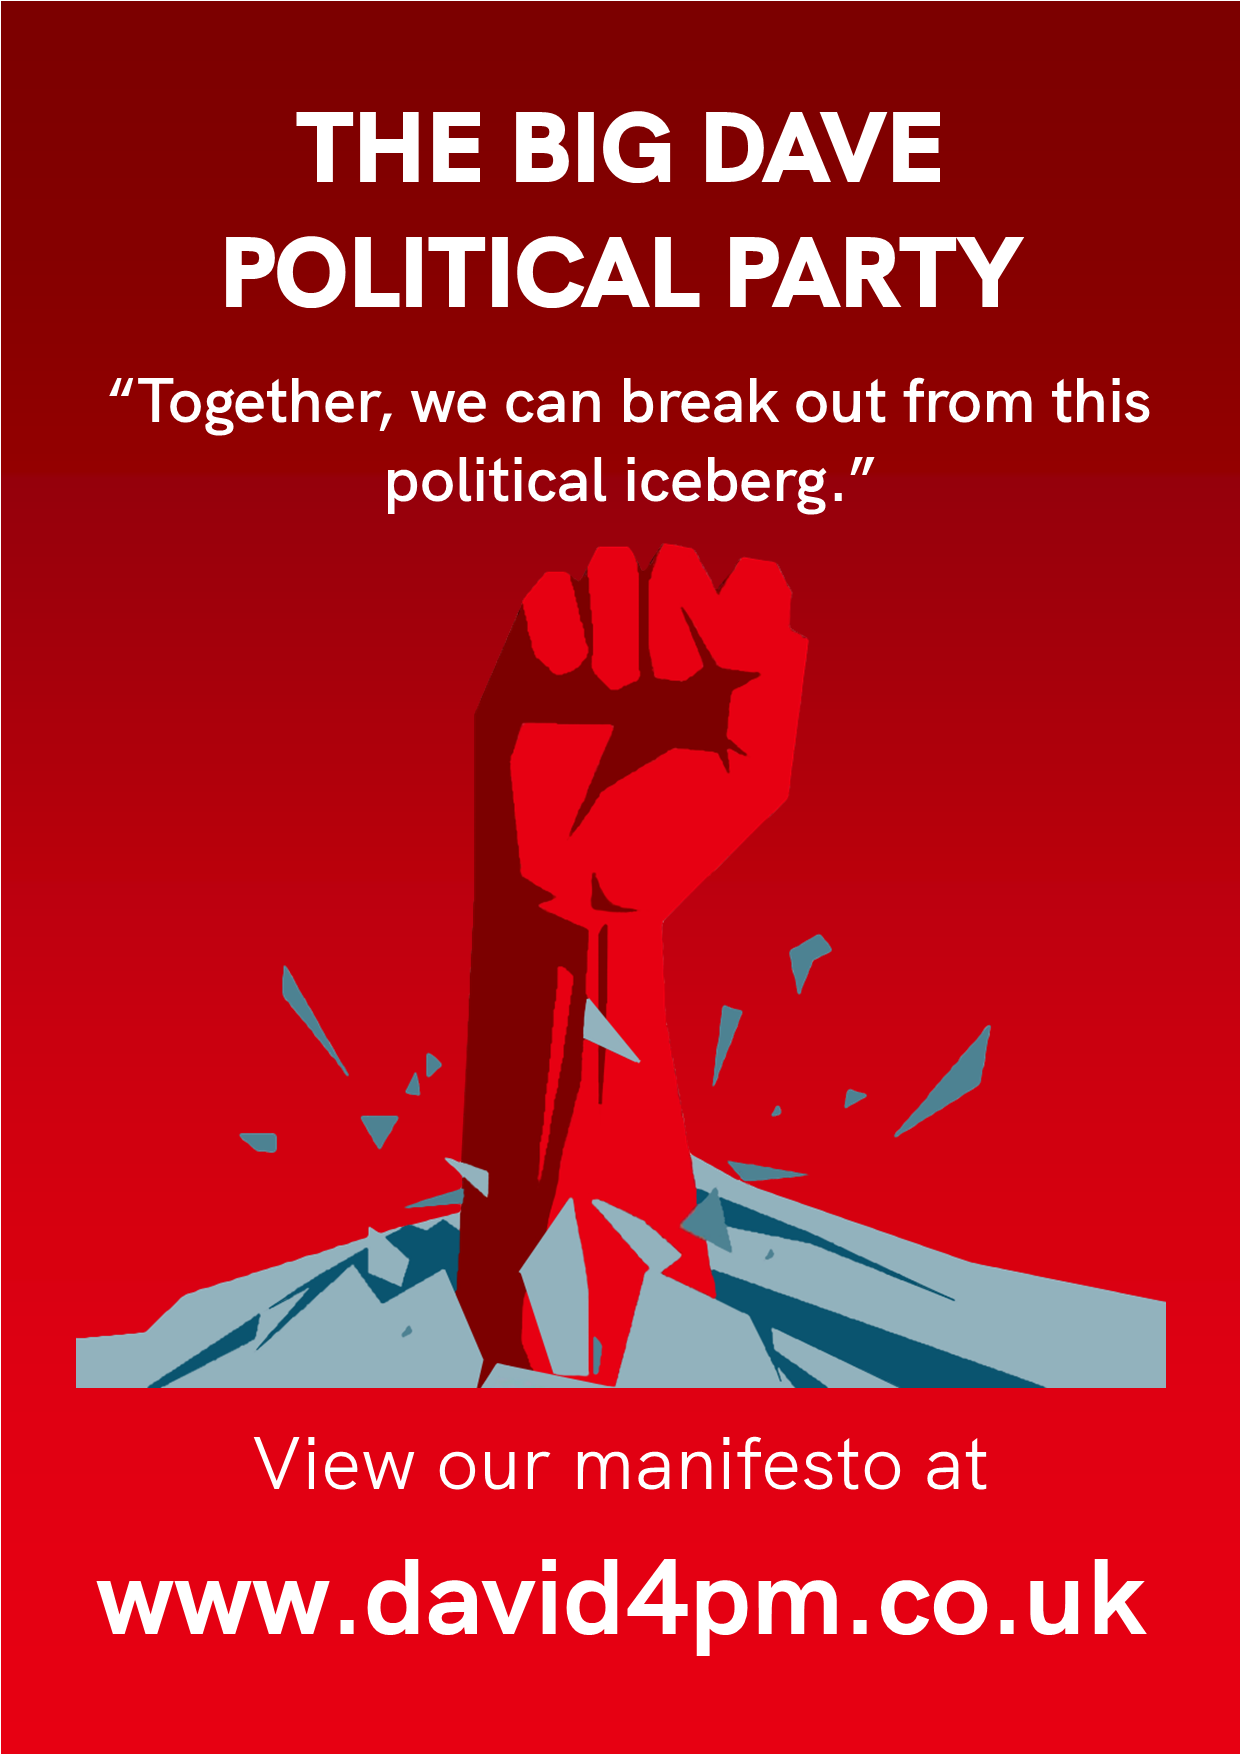 THE BIG DAVE
POLITICAL PARTY
“Together, we can break out from this
political iceberg.”
View our manifesto at
www.david4pm.co.uk